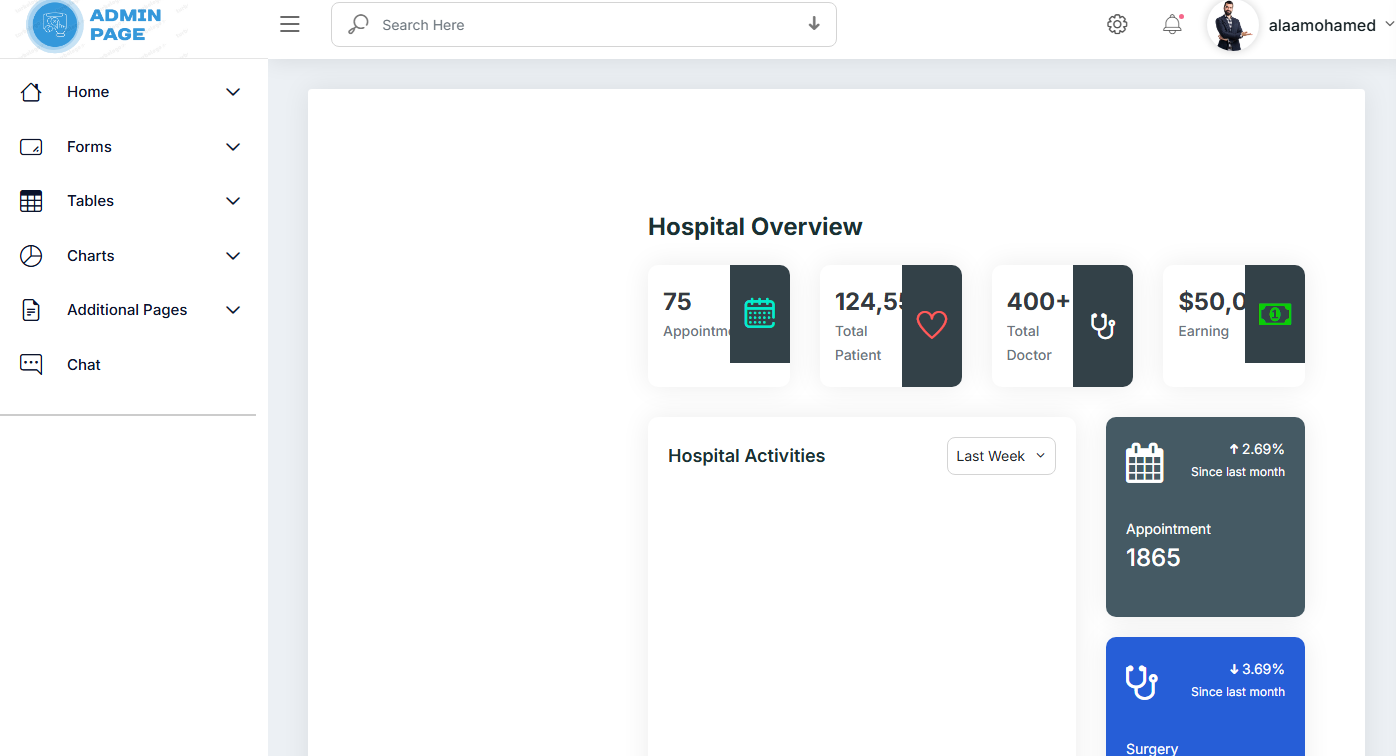 ADMIN
PAGE
Search Here
alaamohamed
Home
Forms
Tables
Charts
Additional Pages
Chat
Hospital Overview
75
Appointm
124,55
Total
Patient
400+
Total
Doctor
$50,0
Earning
Hospital Activities
Last Week
2.69%
Since last month
Appointment
1865
3.69%
Since last month
Surgery